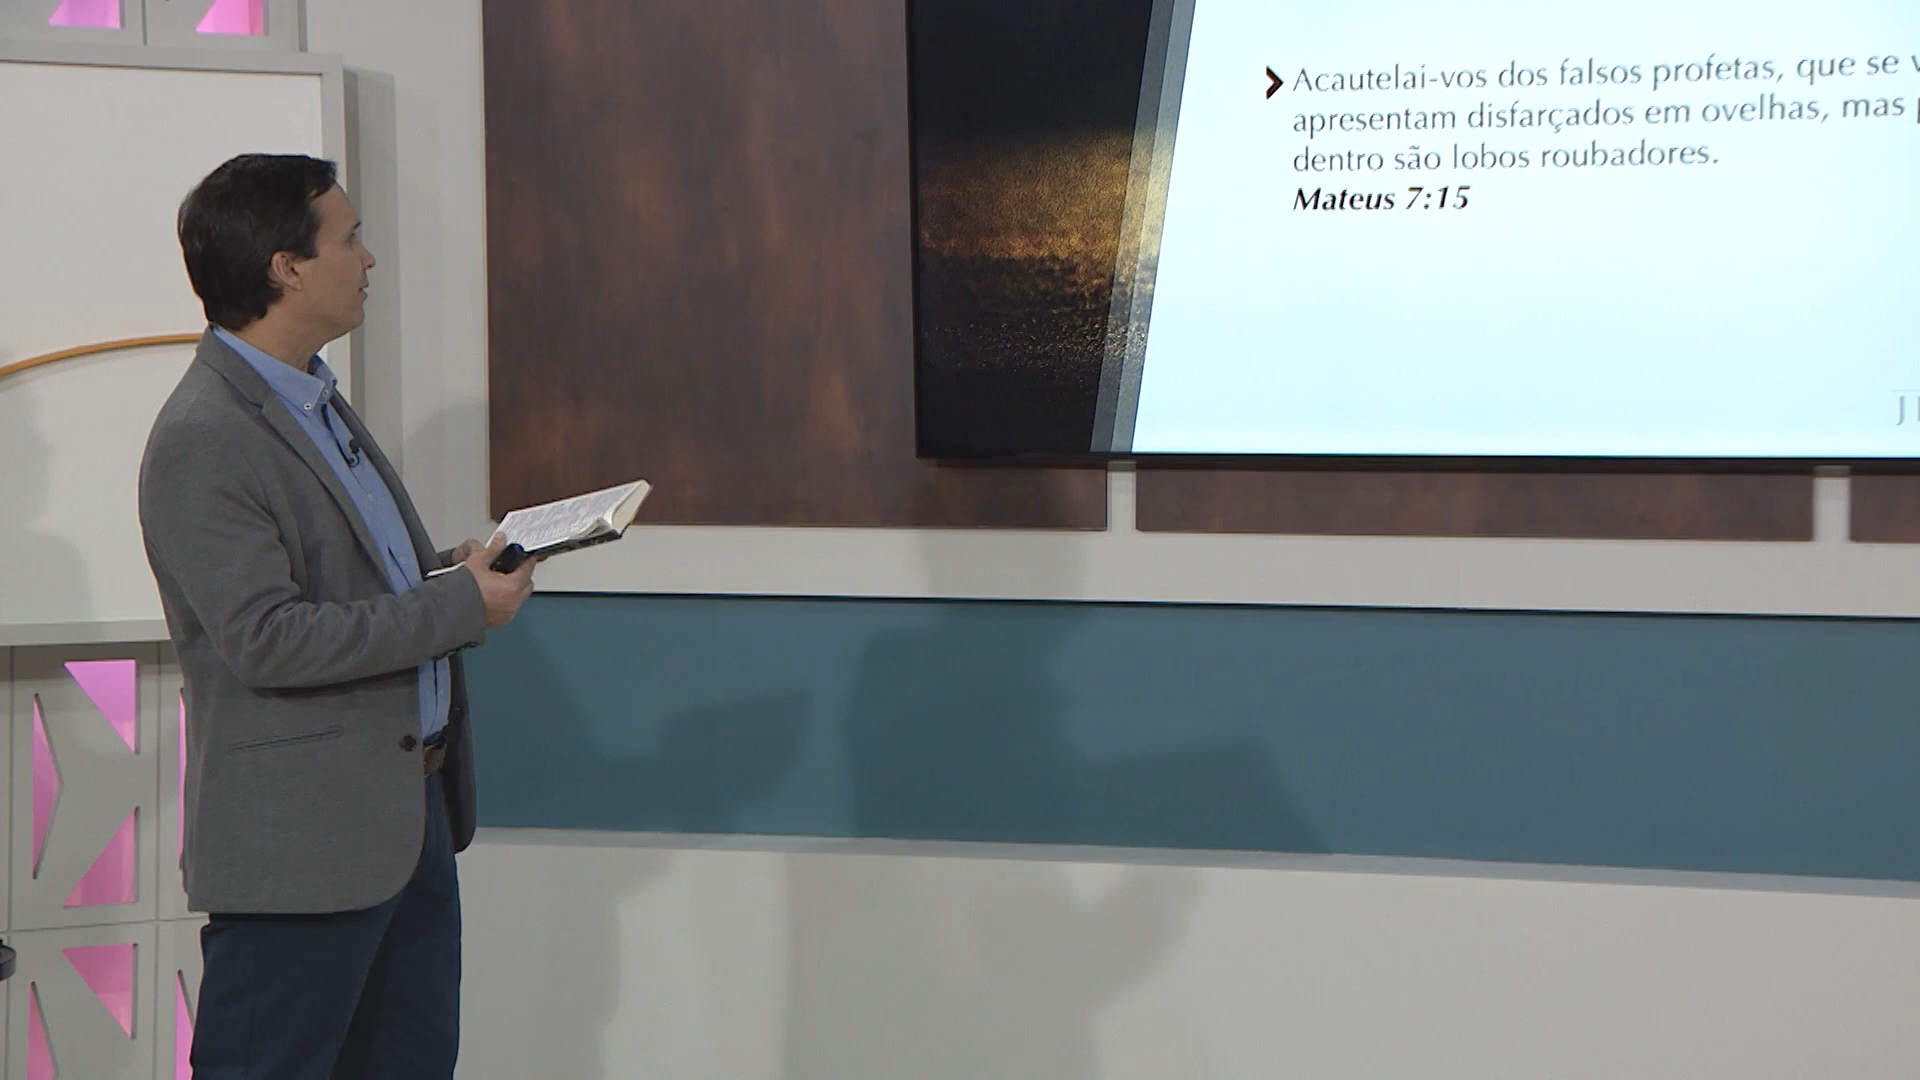 Acautelai-vos dos falsos profetas, que se
apresentam disfarçados em ovelhas, mas
dentro são lobos roubadores.
Mateus 7:15